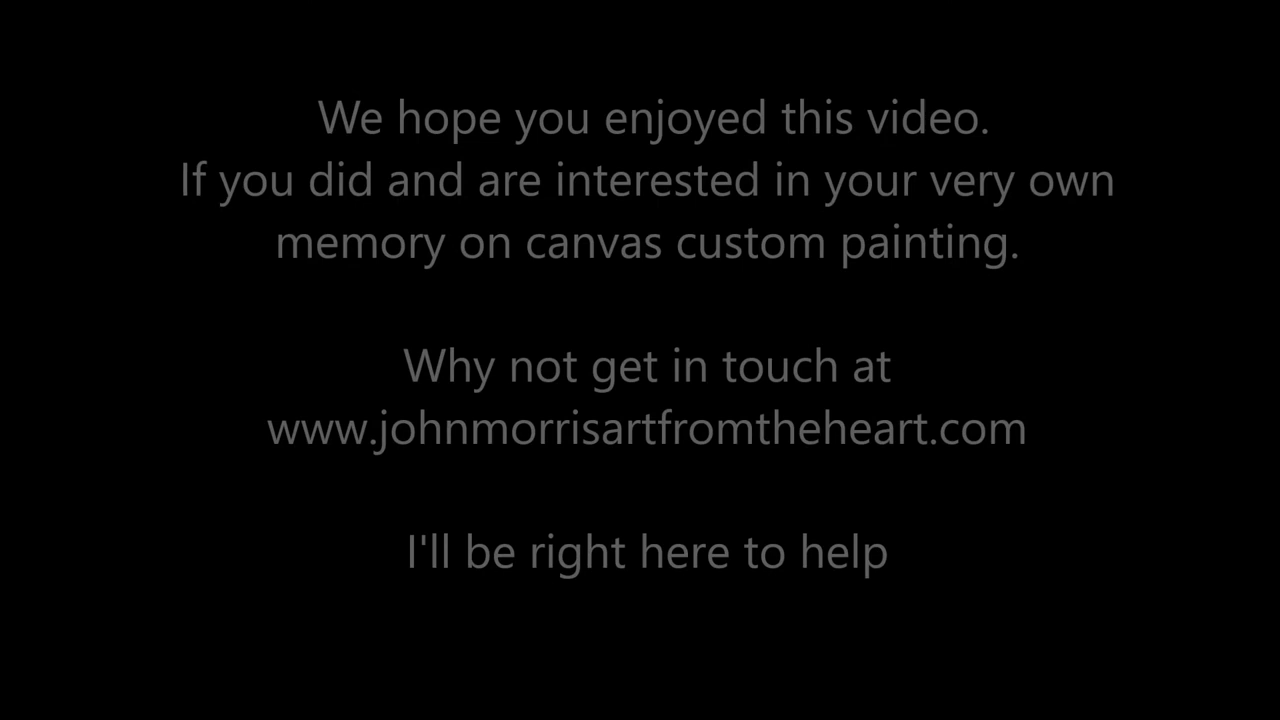 We hope you enjoyed this video.
If you did and are interested in your very own
memory on canvas custom painting.
Why not get in touch at
www.johnmorrisartfromtheheart.com
I'll be right here to help